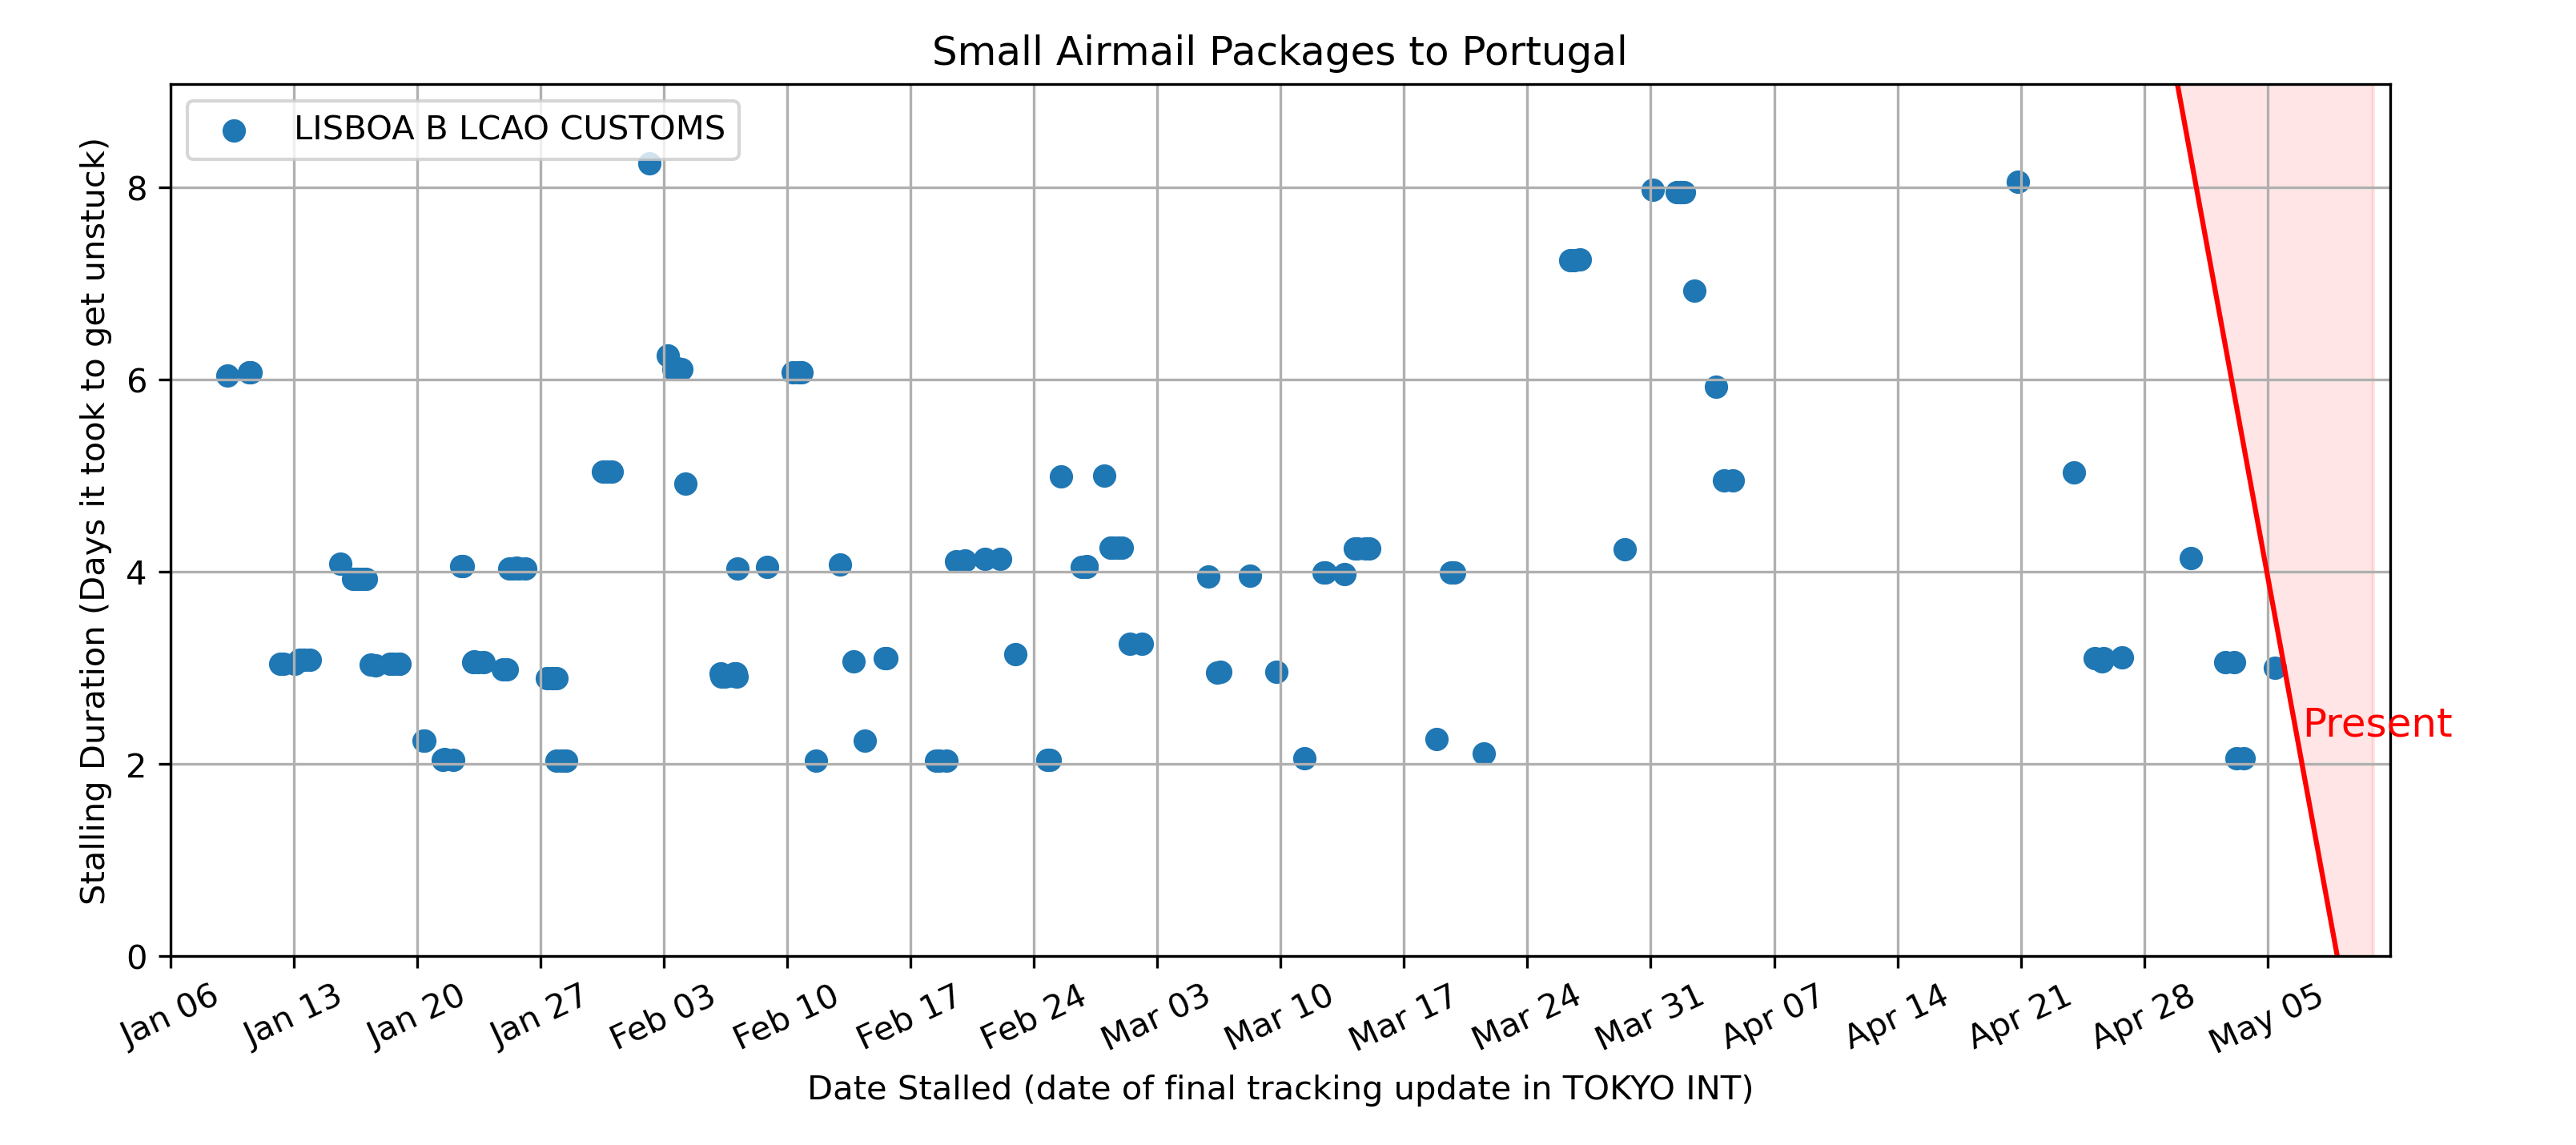 Small Airmail Packages to Portugal
LISBOA B LCAO CUSTOMS
Stalling Duration (Days it took to get unstuck)
8
6
4
2
0
Present
Jan 06
Jan 13
Jan 20
Jan 27
Feb 03
Feb 10
Feb 17
Feb 24
Mar 03
Mar 10
Mar 17
Mar 24
Mar 31
Apr 07
Apr 14
Apr 21
Apr 28
May 05
Date Stalled (date of final tracking update in TOKYO INT)